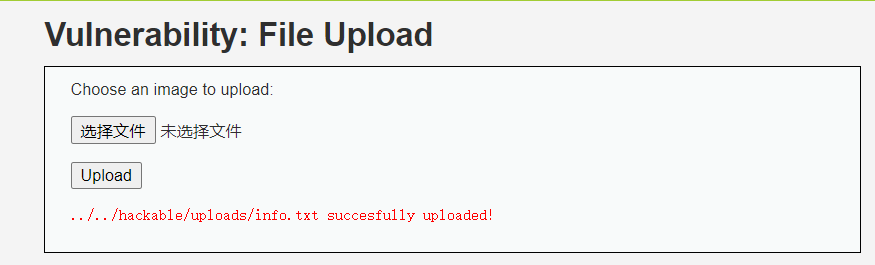 Vulnerability: File Upload
Choose an image to upload:
选择文件 未选择文件
Upload
../../hackable/uploads/info.txt succesfully uploaded!